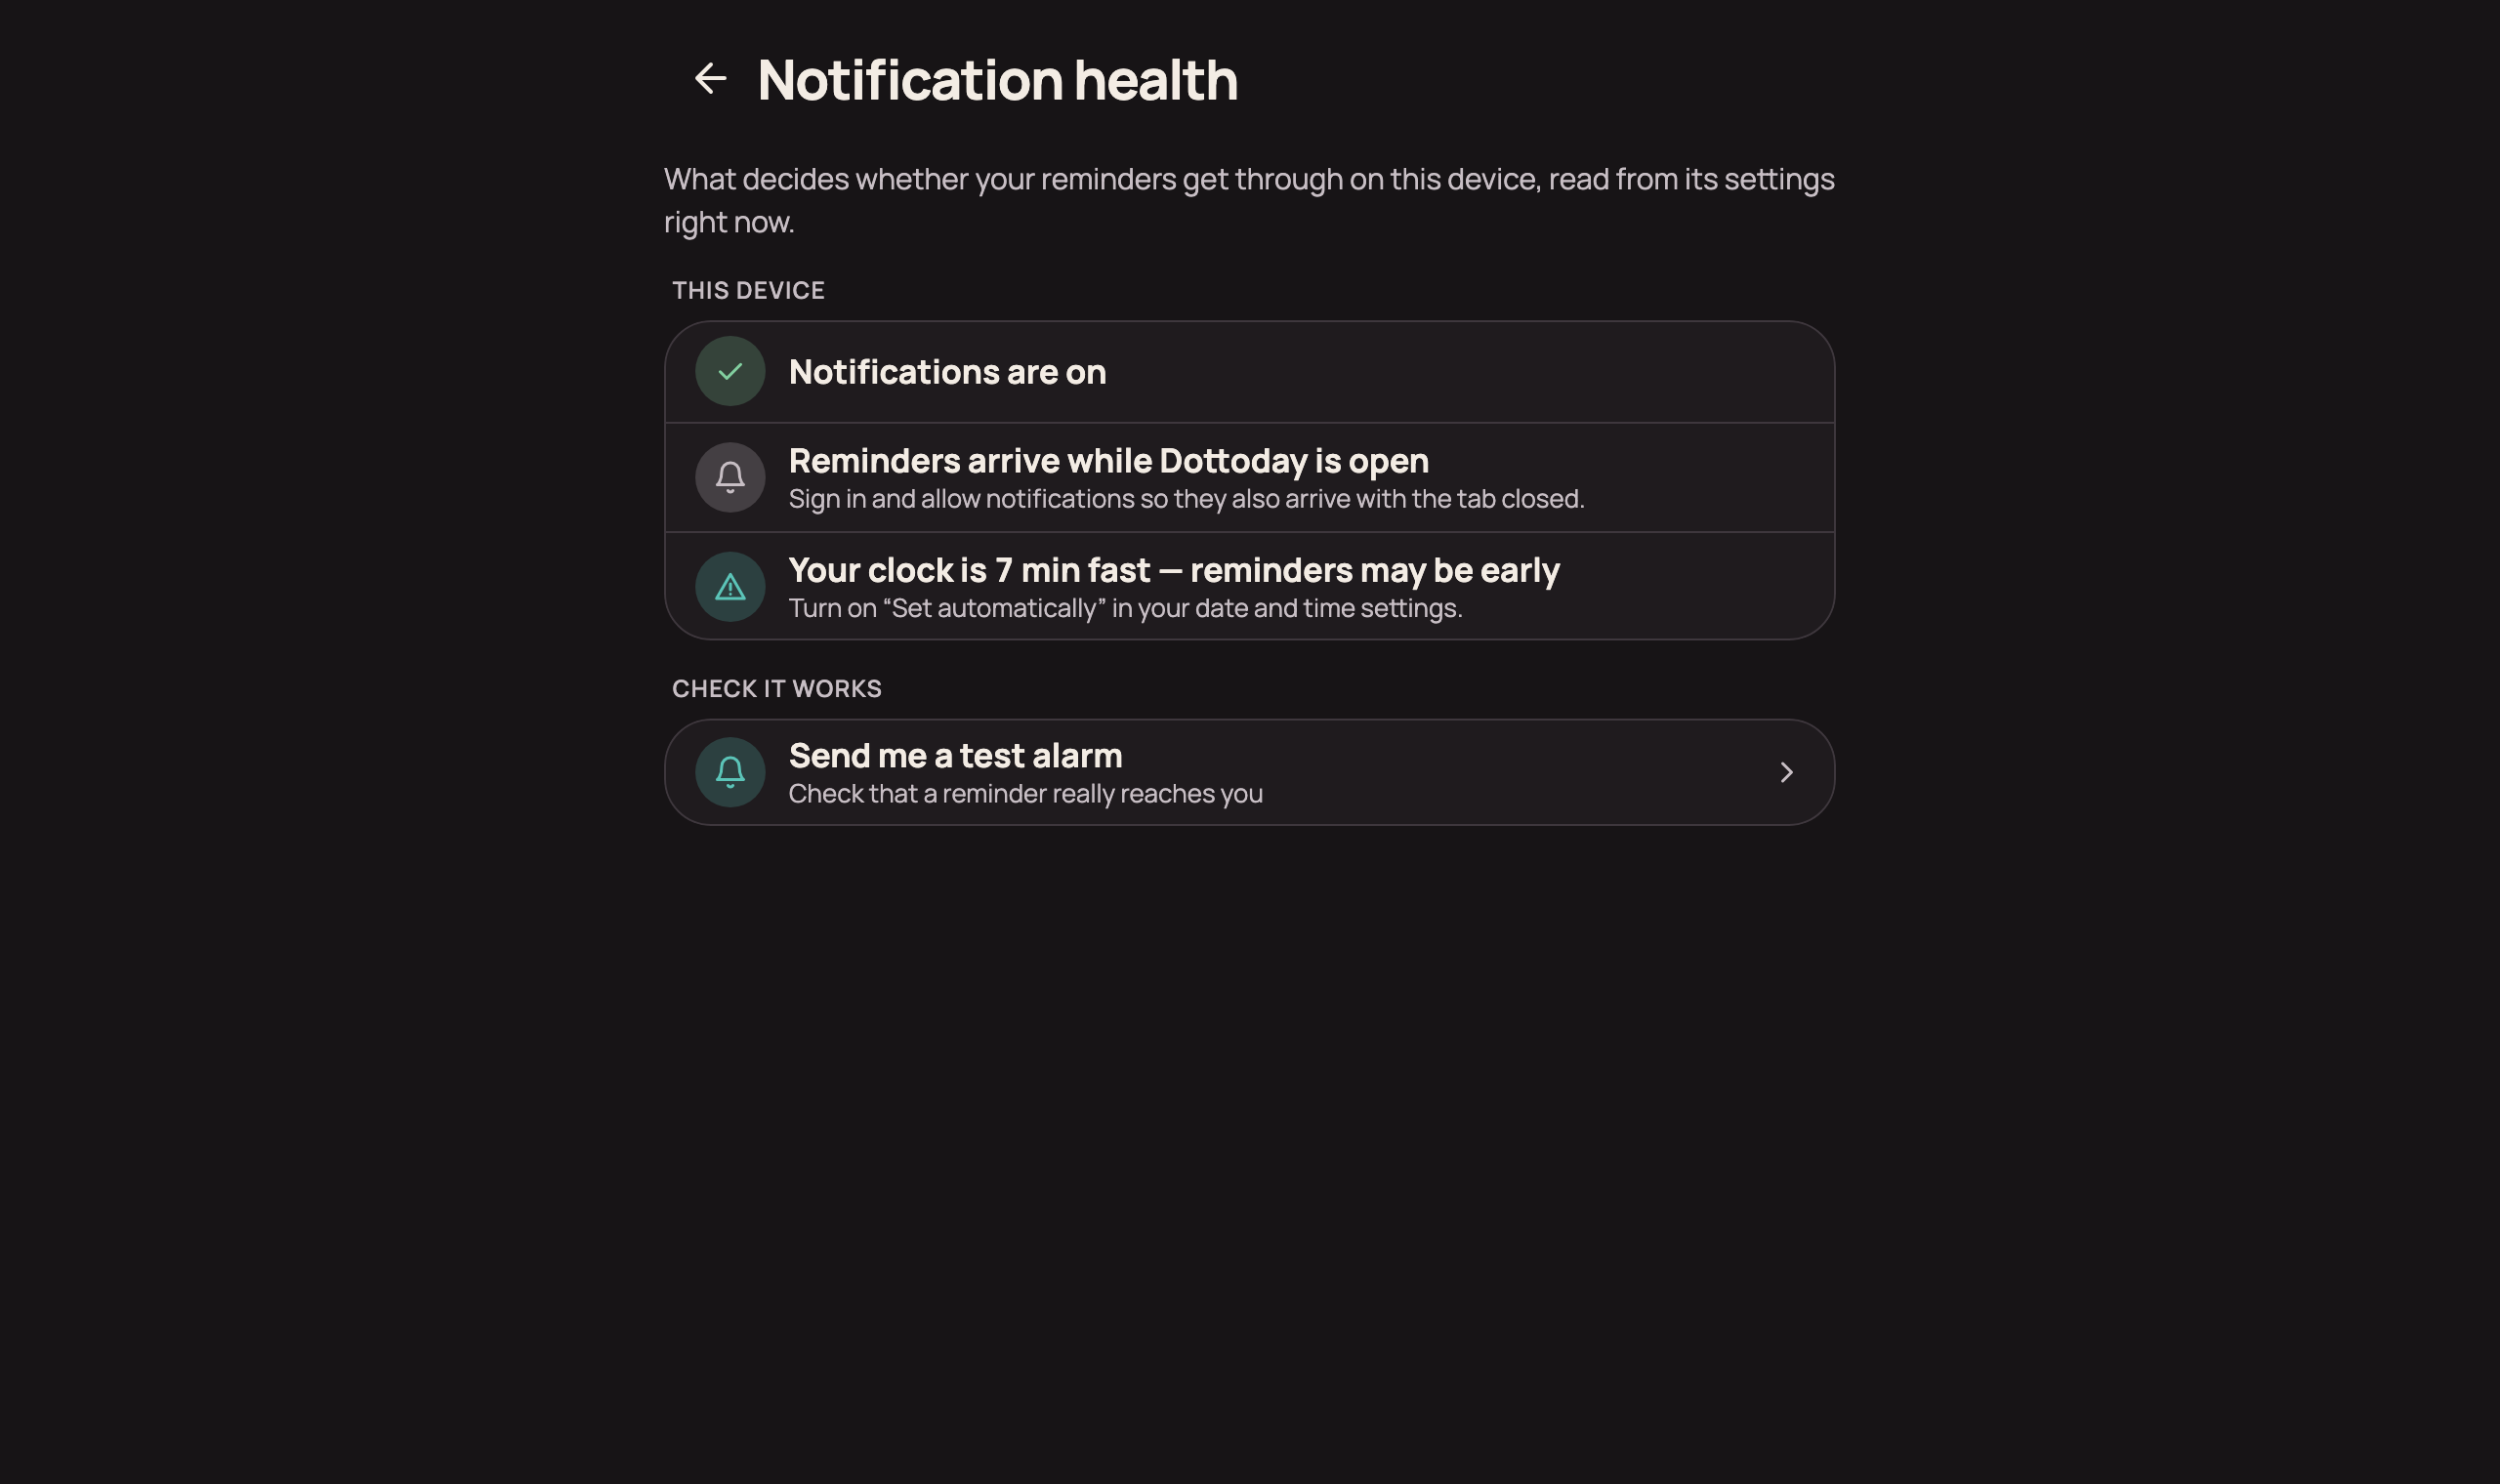 Notification health
What decides whether your reminders get through on this device, read from its settings
right now.
THIS DEVICE
Notifications are on
Reminders arrive while Dottoday is open
Sign in and allow notifications so they also arrive with the tab closed.
Your clock is 7 min fast — reminders may be early
Turn on “Set automatically” in your date and time settings.
CHECK IT WORKS
Send me a test alarm
Check that a reminder really reaches you